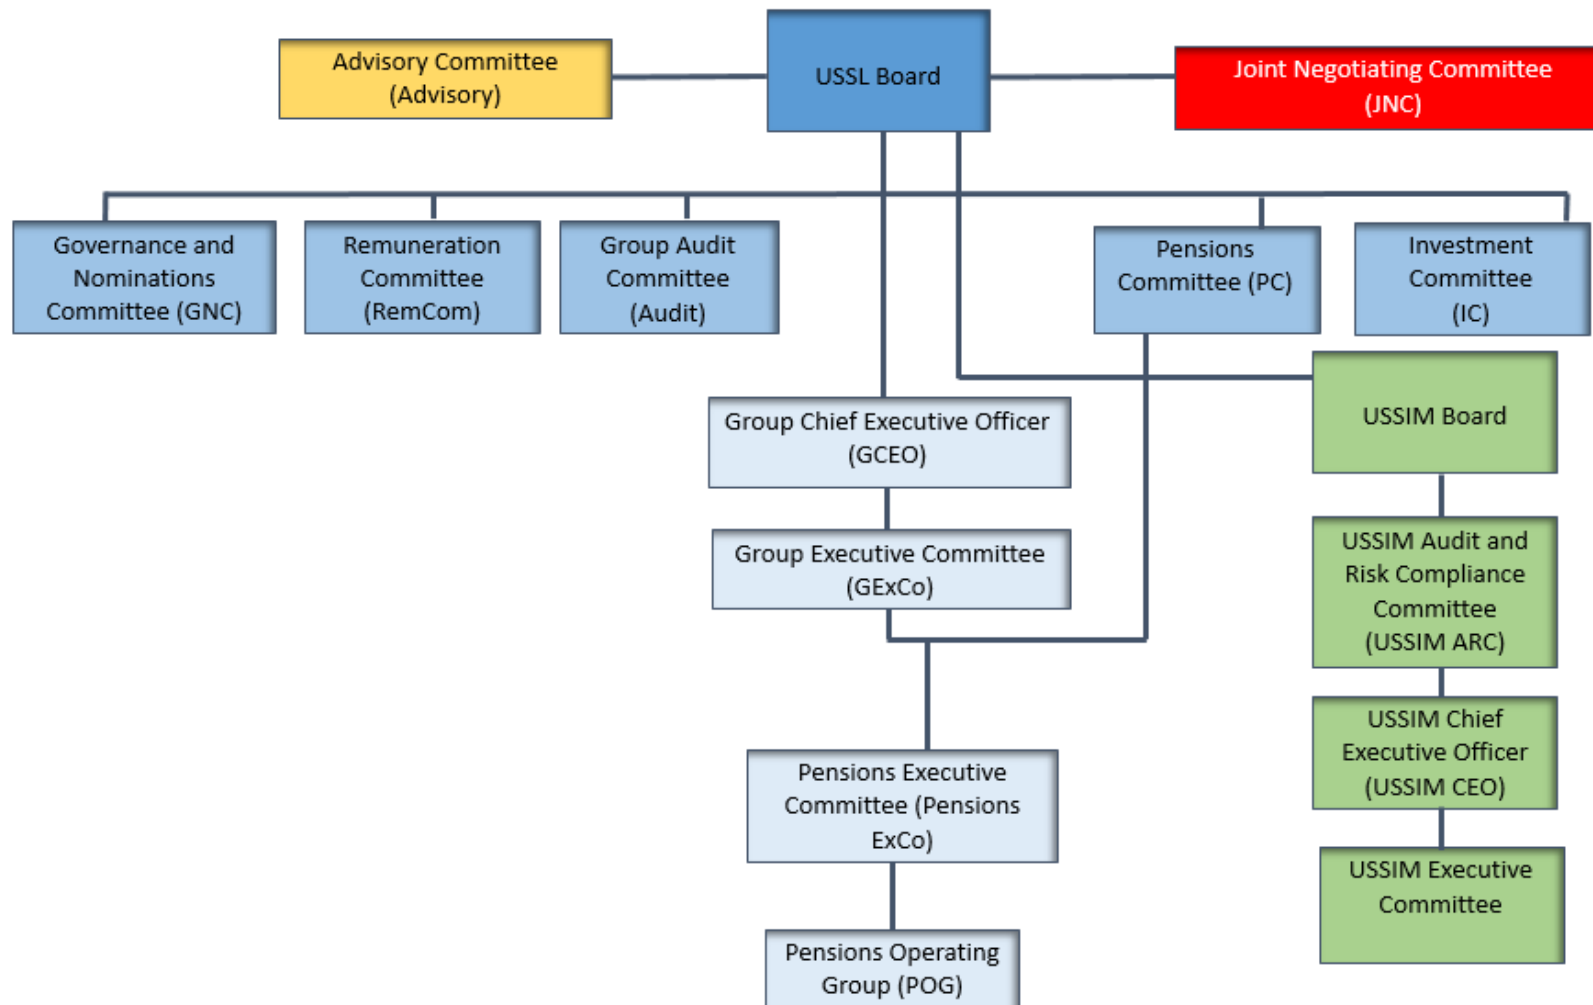 Advisory Committee
(Advisory)
USSL Board
Joint Negotiating Committee
(JNC)
Governance and
Nominations
Committee (GNC)
Remuneration
Committee
(RemCom)
Group Audit
Committee
(Audit)
Pensions
Committee (PC)
Investment
Committee
(IC)
Group Chief Executive Officer
(GCEO)
USSIM Board
Group Executive Committee
(GExCo)
USSIM Audit and
Risk Compliance
Committee
(USSIM ARC)
USSIM Chief
Executive Officer
(USSIM CEO)
Pensions Executive
Committee (Pensions
ExCo)
USSIM Executive
Committee
Pensions Operating
Group (POG)